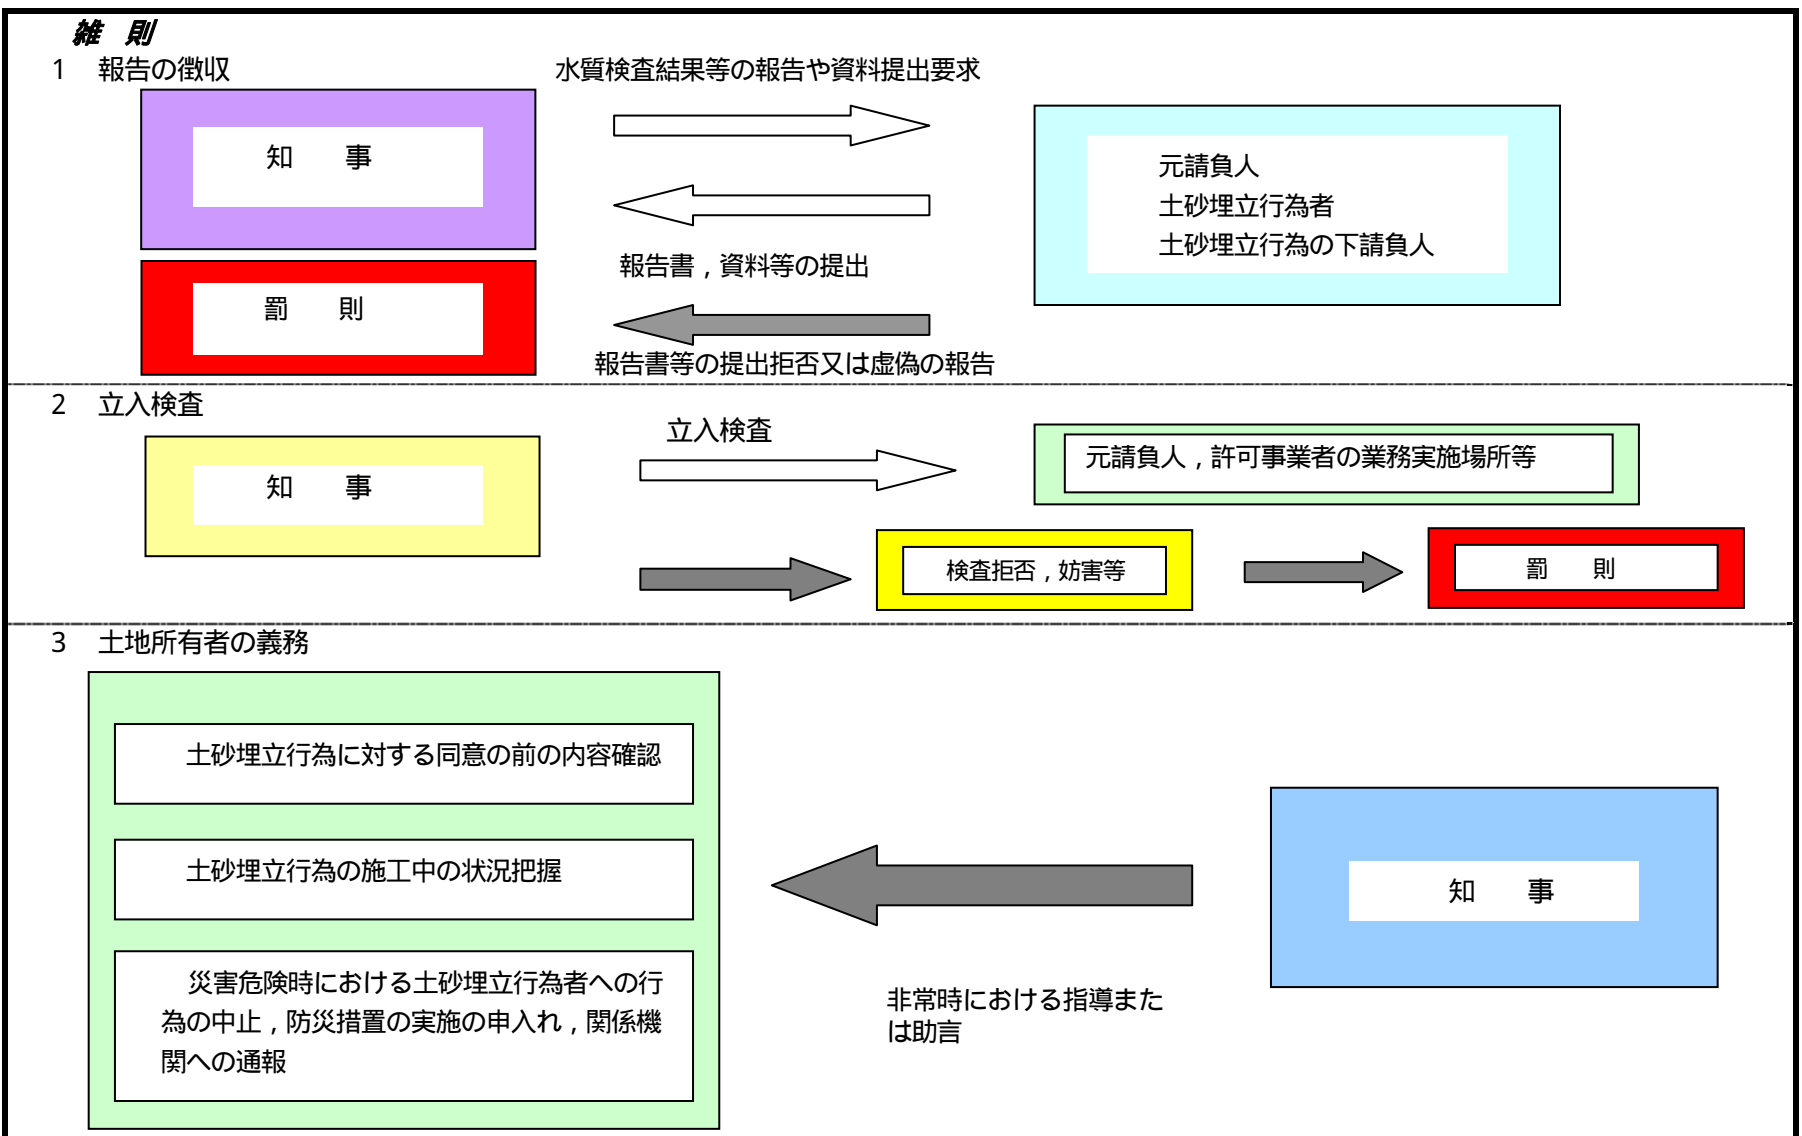 雑　則
1　報告の徴収
水質検査結果等の報告や資料提出要求
知　　事
元請負人
土砂埋立行為者
土砂埋立行為の下請負人
報告書，資料等の提出
罰　　則
報告書等の提出拒否又は虚偽の報告
2　立入検査
立入検査
知　　事
元請負人，許可事業者の業務実施場所等
検査拒否，妨害等
罰　　則
3　土地所有者の義務
土砂埋立行為に対する同意の前の内容確認
土砂埋立行為の施工中の状況把握
災害危険時における土砂埋立行為者への行
為の中止，防災措置の実施の申入れ，関係機
関への通報
知　　事
非常時における指導また
は助言